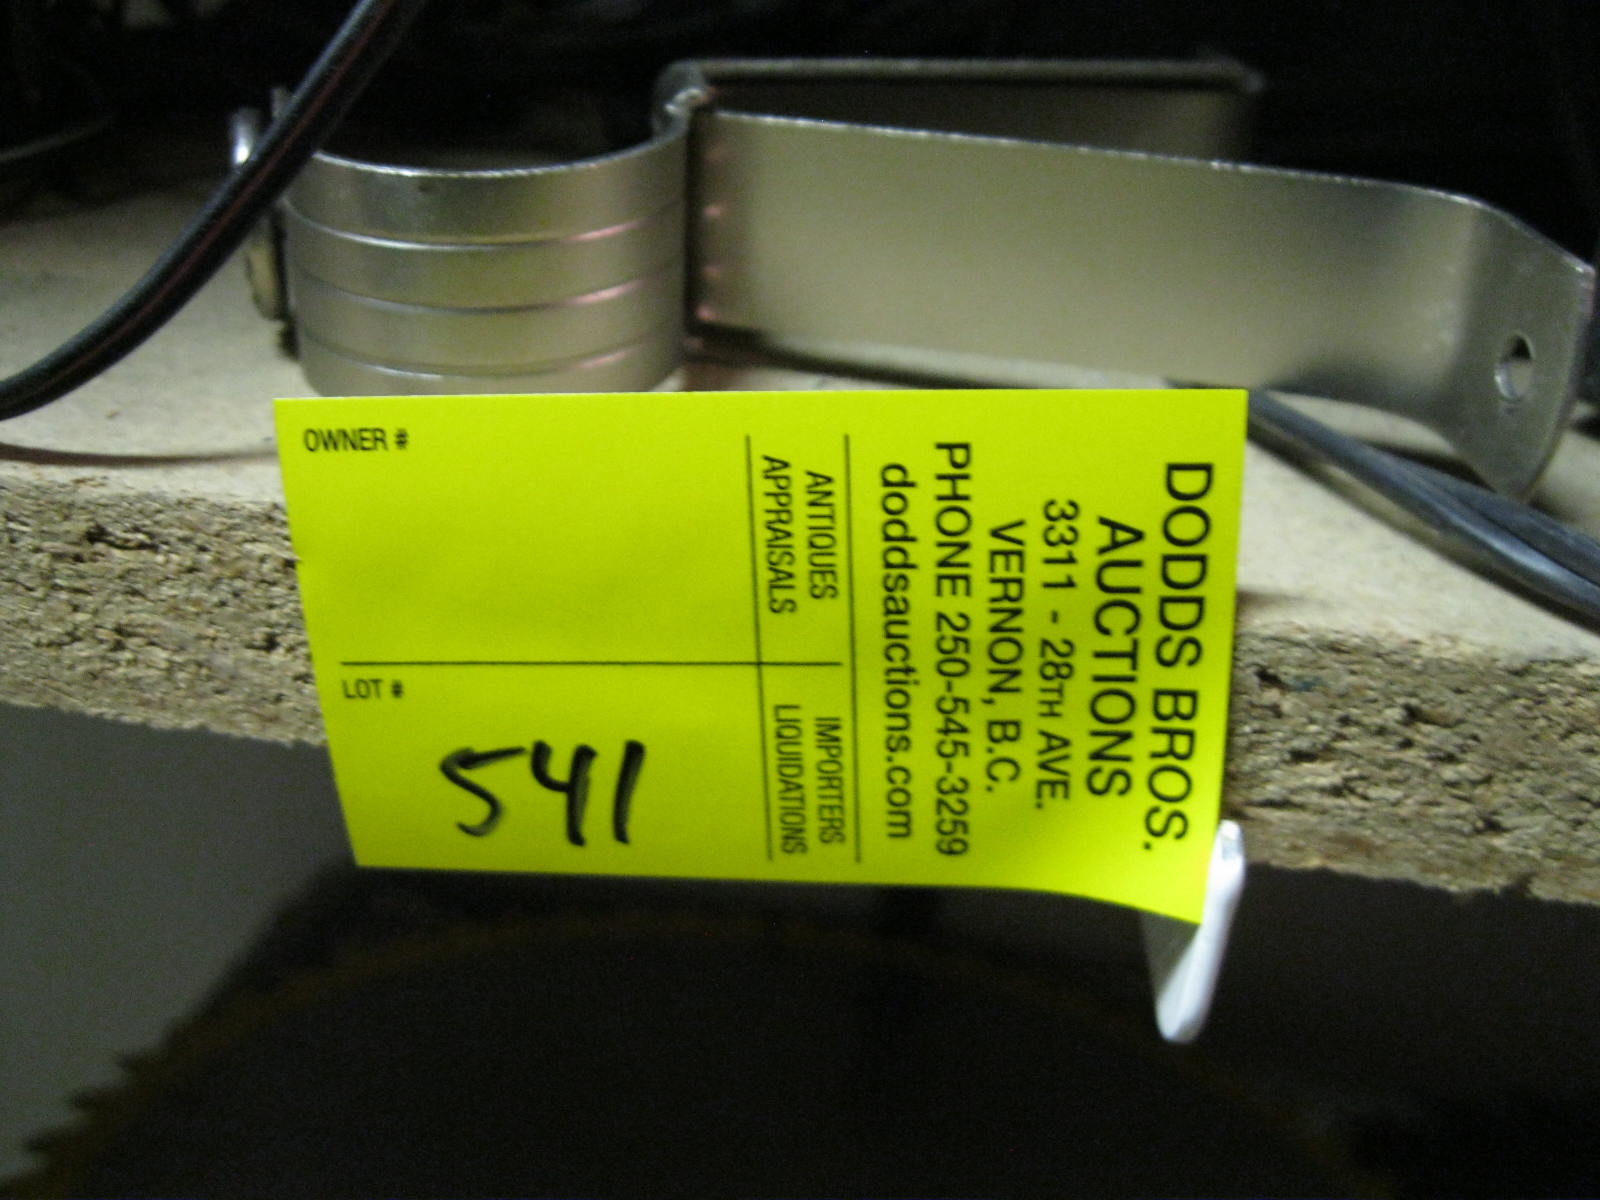 DODDS BROS.
AUCTIONS
3311 - 28TH AVE.
VERNON, B.C.
PHONE 250-545-3259
doddsauctions.com
ANTIQUES
APPRAISALS
IMPORTERS
LIQUIDATIONS
OWNER #
LOT #
541